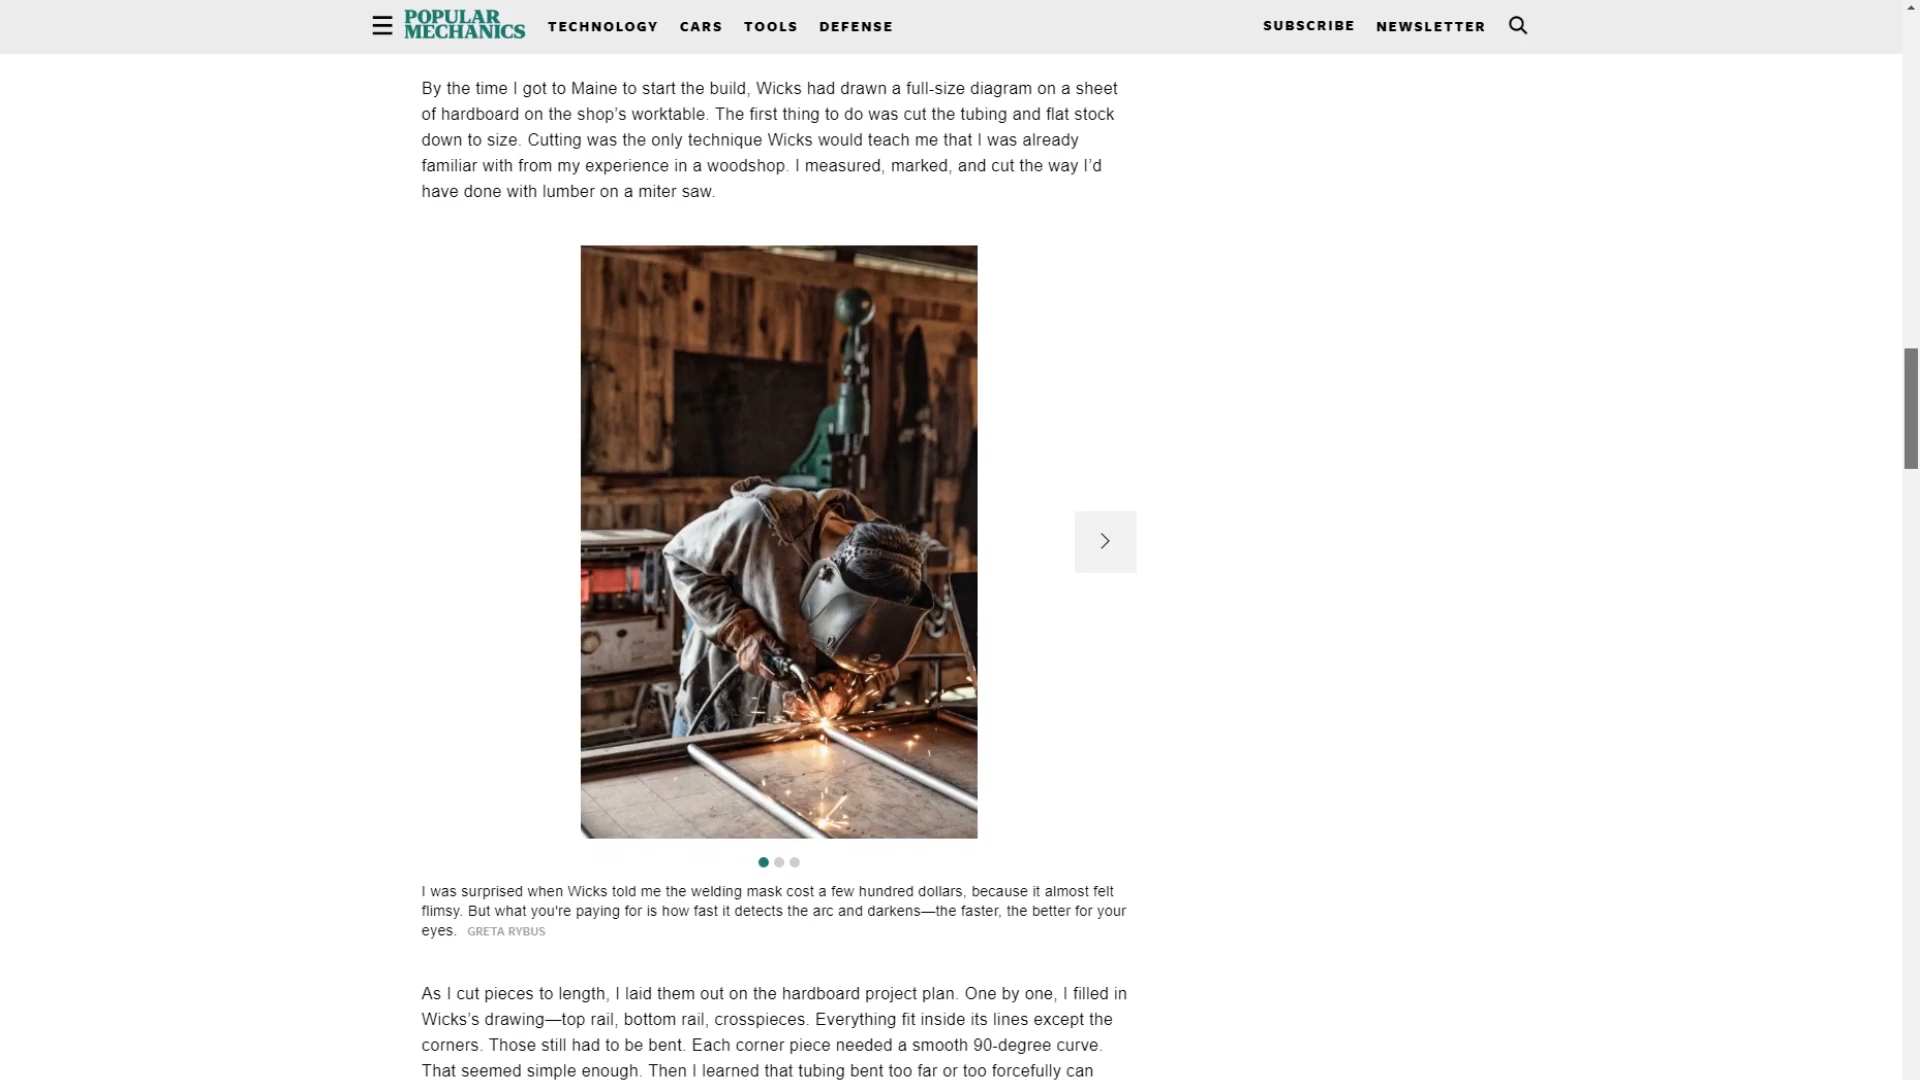 POPULAR
MECHANICS
TECHNOLOGY CARS TOOLS DEFENSE
SUBSCRIBE NEWSLETTER
By the time I got to Maine to start the build, Wicks had drawn a full-size diagram on a sheet
of hardboard on the shop’s worktable. The first thing to do was cut the tubing and flat stock
down to size. Cutting was the only technique Wicks would teach me that I was already
familiar with from my experience in a woodshop. I measured, marked, and cut the way I’d
have done with lumber on a miter saw.
I was surprised when Wicks told me the welding mask cost a few hundred dollars, because it almost felt
flimsy. But what you're paying for is how fast it detects the arc and darkens—the faster, the better for your
eyes. GRETA RYBUS
As I cut pieces to length, I laid them out on the hardboard project plan. One by one, I filled in
Wicks’s drawing—top rail, bottom rail, crosspieces. Everything fit inside its lines except the
corners. Those still had to be bent. Each corner piece needed a smooth 90-degree curve.
That seemed simple enough. Then I learned that tubing bent too far or too forcefully can